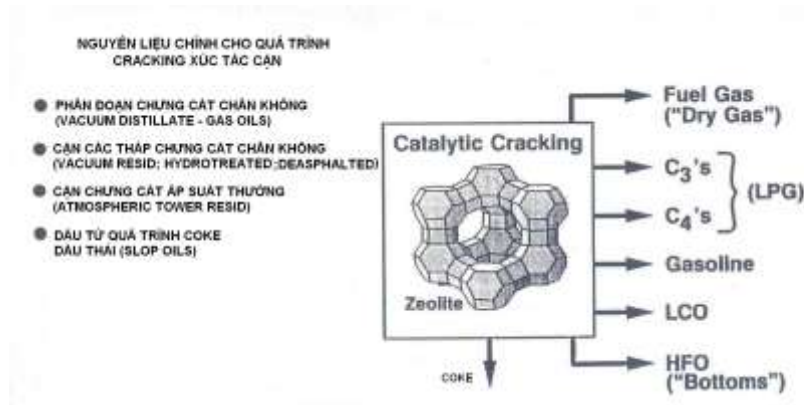 NGUYÊN LIỆU CHÍNH CHO QUÁ TRÌNH
CRACKING XÚC TÁC CẶN
PHÂN ĐOẠN CHƯNG CẤT CHÂN KHÔNG
(VACUUM DISTILLATE - GAS OILS)
CẶN CÁC THÁP CHƯNG CẤT CHÂN KHÔNG
(VACUUM RESID; HYDROTREATED;DEASPHALTED)
CẶN CHƯNG CẤT ÁP SUẤT THƯỜNG
(ATMOSPHERIC TOWER RESID)
DẦU TỪ QUÁ TRÌNH COKE
DẦU THẢI (SLOP OILS)
Catalytic Cracking
Zeolite
COKE
Fuel Gas
("Dry Gas")
C₃'s
C₄'s
(LPG)
Gasoline
LCO
HFO
("Bottoms")